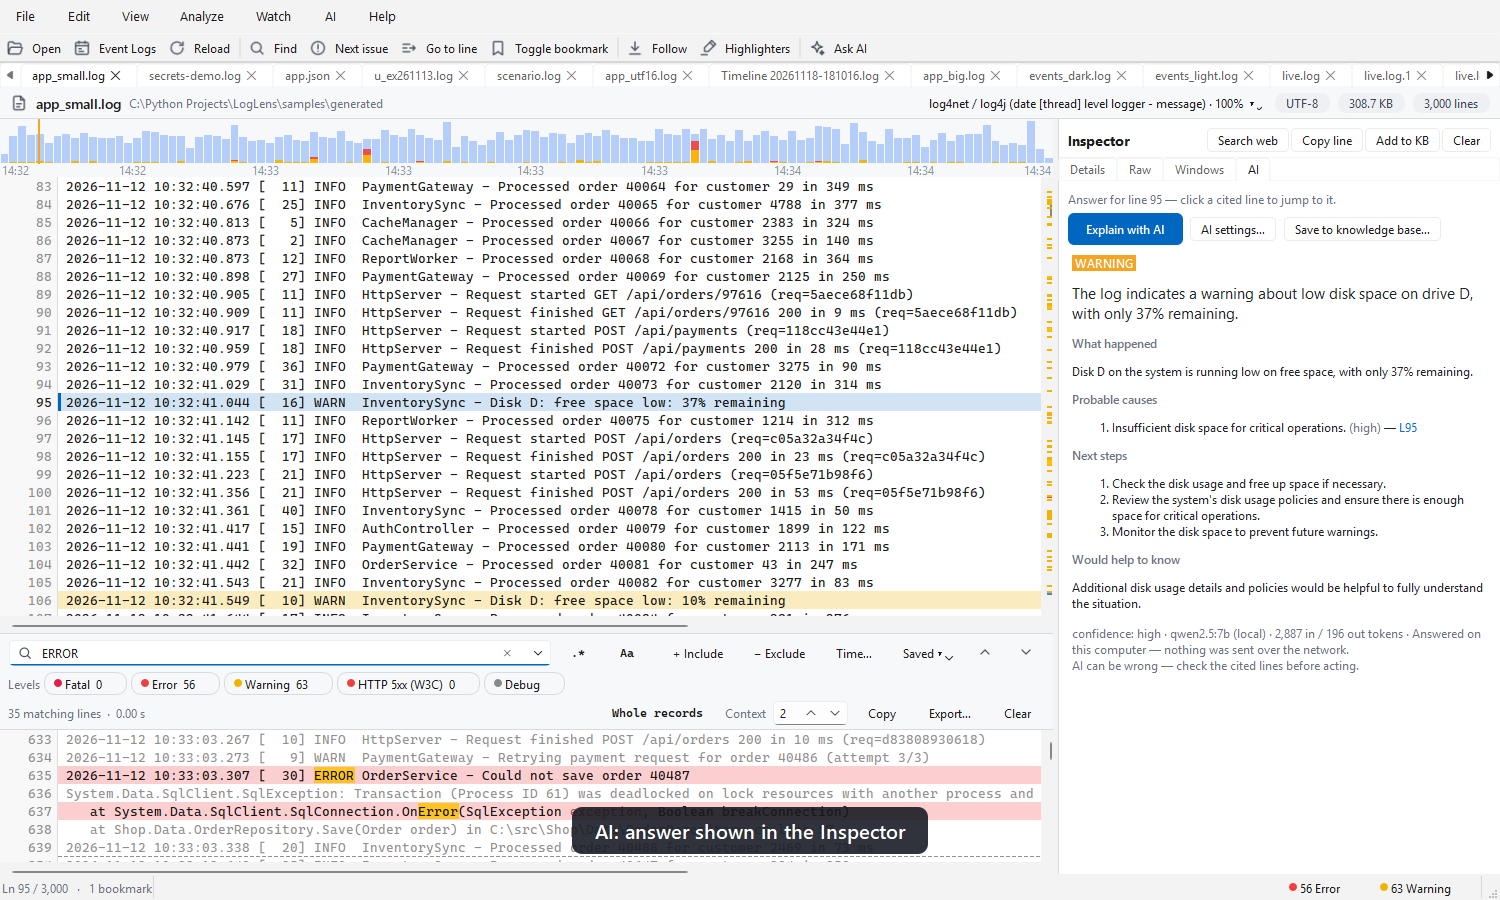 File Edit View Analyze Watch AI Help
Open Event Logs Reload Find Next issue Go to line Toggle bookmark Follow Highlighters Ask AI
app_small.log secrets-demo.log app.json u_ex261113.log scenario.log app_utf16.log Timeline 20261118-181016.log app_big.log events_dark.log events_light.log live.log live.log.1 live.l
app_small.log C:\Python Projects\LogLens\samples\generated log4net / log4j (date [thread] level logger - message) · 100% UTF-8 308.7 KB 3,000 lines
14:32 14:32 14:33 14:33 14:33 14:33 14:34 14:34 14:34
83 2026-11-12 10:32:40.597 [ 11] INFO PaymentGateway - Processed order 40064 for customer 29 in 349 ms
84 2026-11-12 10:32:40.676 [ 25] INFO InventorySync - Processed order 40065 for customer 4788 in 377 ms
85 2026-11-12 10:32:40.813 [ 5] INFO CacheManager - Processed order 40066 for customer 2383 in 324 ms
86 2026-11-12 10:32:40.873 [ 2] INFO CacheManager - Processed order 40067 for customer 3255 in 140 ms
87 2026-11-12 10:32:40.873 [ 12] INFO ReportWorker - Processed order 40068 for customer 2168 in 364 ms
88 2026-11-12 10:32:40.898 [ 27] INFO PaymentGateway - Processed order 40069 for customer 2125 in 250 ms
89 2026-11-12 10:32:40.905 [ 11] INFO HttpServer - Request started GET /api/orders/97616 (req=5aece68f11db)
90 2026-11-12 10:32:40.909 [ 11] INFO HttpServer - Request finished GET /api/orders/97616 200 in 9 ms (req=5aece68f11db)
91 2026-11-12 10:32:40.917 [ 18] INFO HttpServer - Request started POST /api/payments (req=118cc43e44e1)
92 2026-11-12 10:32:40.959 [ 18] INFO HttpServer - Request finished POST /api/payments 200 in 28 ms (req=118cc43e44e1)
93 2026-11-12 10:32:40.979 [ 36] INFO PaymentGateway - Processed order 40072 for customer 3275 in 90 ms
94 2026-11-12 10:32:41.029 [ 31] INFO InventorySync - Processed order 40073 for customer 2120 in 314 ms
95 2026-11-12 10:32:41.044 [ 16] WARN InventorySync - Disk D: free space low: 37% remaining
96 2026-11-12 10:32:41.142 [ 11] INFO ReportWorker - Processed order 40075 for customer 1214 in 312 ms
97 2026-11-12 10:32:41.145 [ 17] INFO HttpServer - Request started POST /api/orders (req=c05a32a34f4c)
98 2026-11-12 10:32:41.155 [ 17] INFO HttpServer - Request finished POST /api/orders 200 in 23 ms (req=c05a32a34f4c)
99 2026-11-12 10:32:41.223 [ 21] INFO HttpServer - Request started POST /api/orders (req=05f5e71b98f6)
100 2026-11-12 10:32:41.356 [ 21] INFO HttpServer - Request finished POST /api/orders 200 in 53 ms (req=05f5e71b98f6)
101 2026-11-12 10:32:41.361 [ 40] INFO InventorySync - Processed order 40078 for customer 1415 in 50 ms
102 2026-11-12 10:32:41.417 [ 15] INFO AuthController - Processed order 40079 for customer 1899 in 122 ms
103 2026-11-12 10:32:41.441 [ 19] INFO PaymentGateway - Processed order 40080 for customer 2113 in 171 ms
104 2026-11-12 10:32:41.442 [ 32] INFO OrderService - Processed order 40081 for customer 43 in 247 ms
105 2026-11-12 10:32:41.543 [ 21] INFO InventorySync - Processed order 40082 for customer 3277 in 83 ms
106 2026-11-12 10:32:41.549 [ 10] WARN InventorySync - Disk D: free space low: 10% remaining
ERROR .* Aa + Include - Exclude Time... Saved
Levels Fatal 0 Error 56 Warning 63 HTTP 5xx (W3C) 0 Debug
35 matching lines · 0.00 s Whole records Context 2 Copy Export... Clear
633 2026-11-12 10:33:03.267 [ 10] INFO HttpServer - Request finished POST /api/orders 200 in 10 ms (req=d83808930618)
634 2026-11-12 10:33:03.273 [ 9] WARN PaymentGateway - Retrying payment request for order 40486 (attempt 3/3)
635 2026-11-12 10:33:03.307 [ 30] ERROR OrderService - Could not save order 40487
636 System.Data.SqlClient.SqlException: Transaction (Process ID 61) was deadlocked on lock resources with another process and
637 at System.Data.SqlClient.SqlConnection.OnError(SqlException exception, Boolean breakConnection)
638 at Shop.Data.OrderRepository.Save(Order order) in C:\src\Shop
639 2026-11-12 10:33:03.338 [ 20] INFO InventorySync - Processed order 40488 for customer 2469 in 73 ms
AI: answer shown in the Inspector
Inspector Search web Copy line Add to KB Clear
Details Raw Windows AI
Answer for line 95 — click a cited line to jump to it.
Explain with AI AI settings... Save to knowledge base...
WARNING
The log indicates a warning about low disk space on drive D,
with only 37% remaining.
What happened
Disk D on the system is running low on free space, with only 37% remaining.
Probable causes
1. Insufficient disk space for critical operations. (high) — L95
Next steps
1. Check the disk usage and free up space if necessary.
2. Review the system's disk usage policies and ensure there is enough
space for critical operations.
3. Monitor the disk space to prevent future warnings.
Would help to know
Additional disk usage details and policies would be helpful to fully understand
the situation.
confidence: high · qwen2.5:7b (local) · 2,887 in / 196 out tokens · Answered on
this computer — nothing was sent over the network.
AI can be wrong — check the cited lines before acting.
Ln 95 / 3,000 · 1 bookmark 56 Error 63 Warning